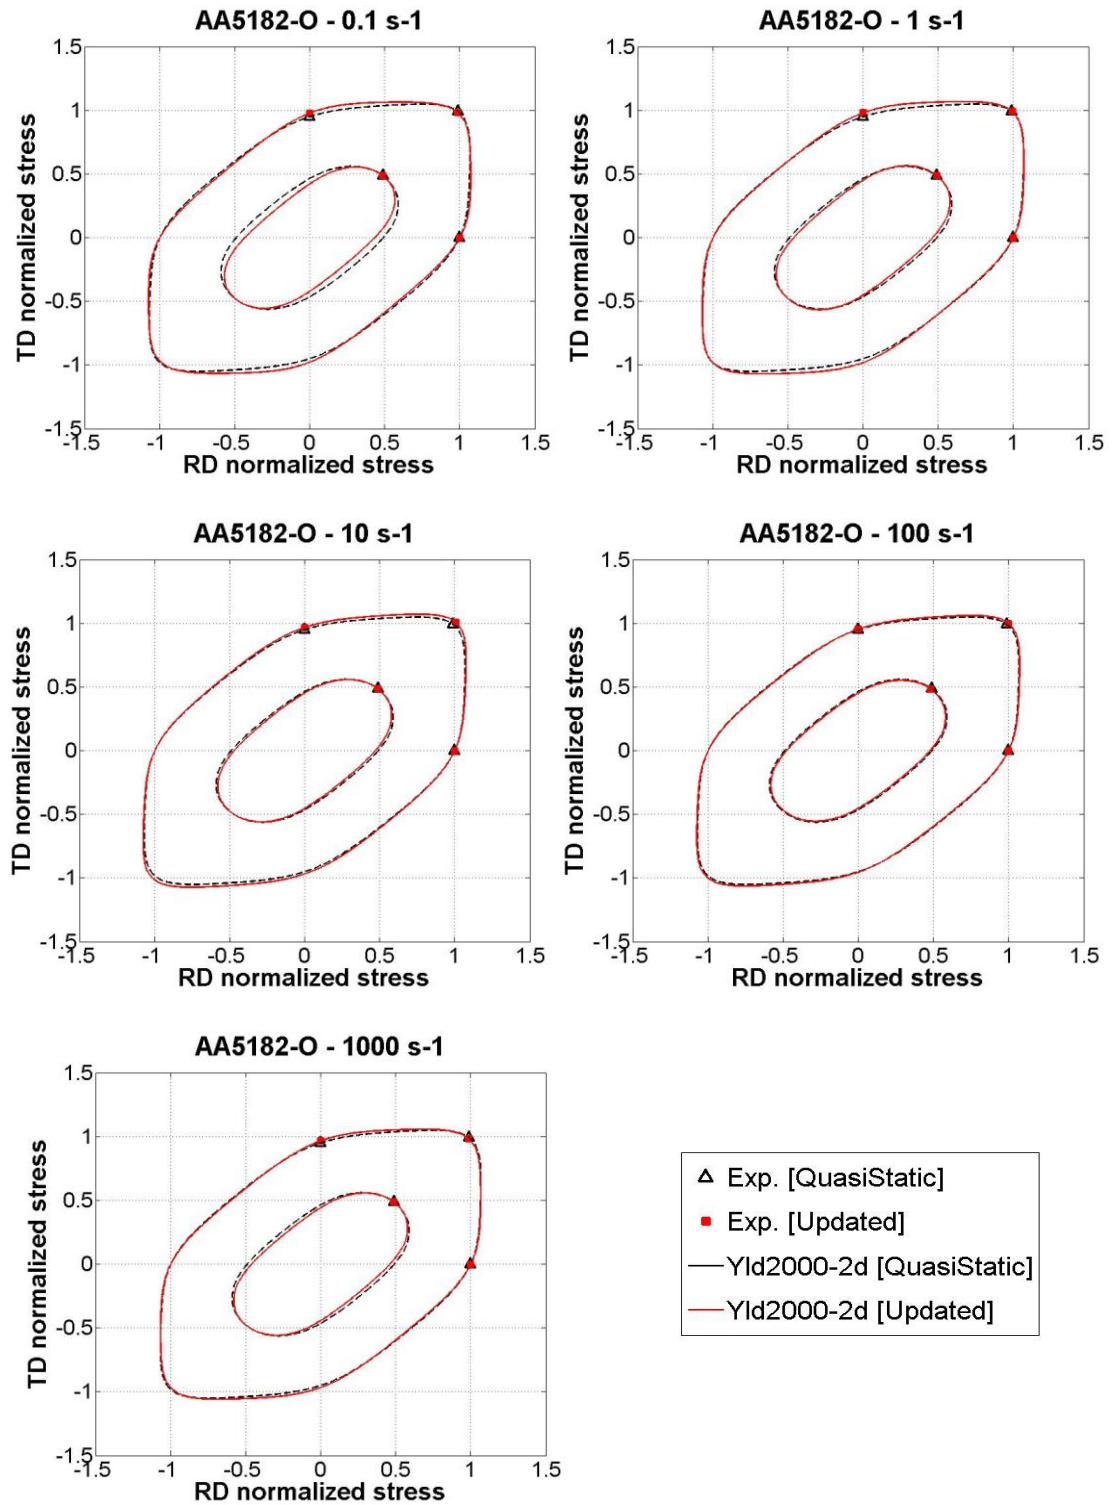 AA5182-O - 0.1 s-1
1.5
1
0.5
0
-0.5
-1
-1.5
TD normalized stress
-1.5 -1 -0.5 0 0.5 1 1.5
RD normalized stress
AA5182-O - 1 s-1
1.5
1
0.5
0
-0.5
-1
-1.5
TD normalized stress
-1.5 -1 -0.5 0 0.5 1 1.5
RD normalized stress
AA5182-O - 10 s-1
1.5
1
0.5
0
-0.5
-1
-1.5
TD normalized stress
-1.5 -1 -0.5 0 0.5 1 1.5
RD normalized stress
AA5182-O - 100 s-1
1.5
1
0.5
0
-0.5
-1
-1.5
TD normalized stress
-1.5 -1 -0.5 0 0.5 1 1.5
RD normalized stress
AA5182-O - 1000 s-1
1.5
1
0.5
0
-0.5
-1
-1.5
TD normalized stress
-1.5 -1 -0.5 0 0.5 1 1.5
RD normalized stress
Exp. [QuasiStatic]
Exp. [Updated]
Yld2000-2d [QuasiStatic]
Yld2000-2d [Updated]